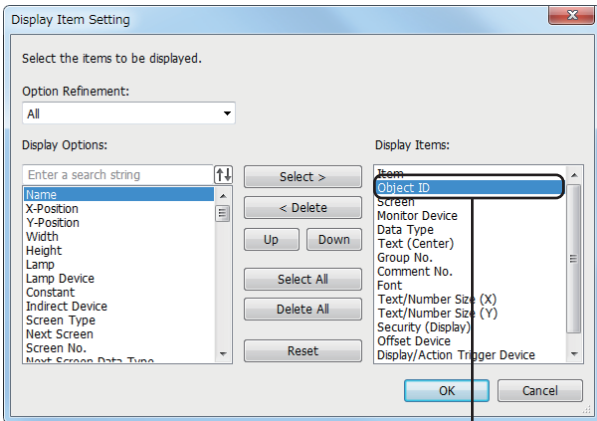 Display Item Setting
Select the items to be displayed.
Option Refinement:
All
Display Options:
Enter a search string
Name
X-Position
Y-Position
Width
Height
Lamp
Lamp Device
Constant
Indirect Device
Screen Type
Next Screen
Screen No.
Next Screen Data Type
Select >
< Delete
Up
Down
Select All
Delete All
Reset
Display Items:
Item
Object ID
Screen
Monitor Device
Data Type
Text (Center)
Group No.
Comment No.
Font
Text/Number Size (X)
Text/Number Size (Y)
Security (Display)
Offset Device
Display/Action Trigger Device
OK
Cancel